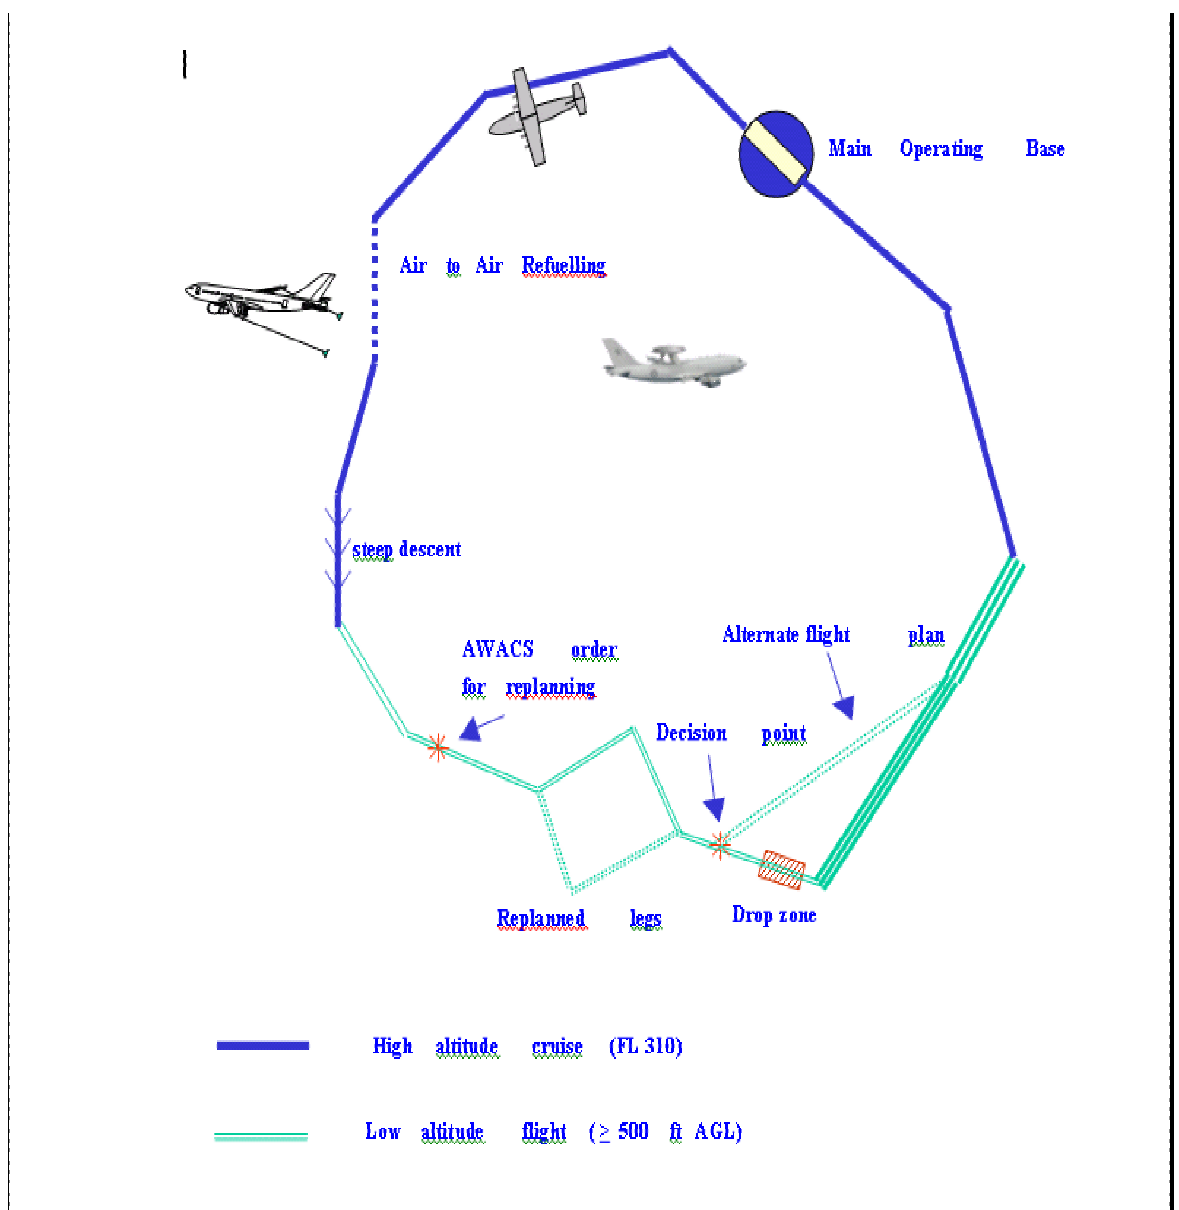 Main Operating Base
Air to Air Refuelling
steep descent
Alternate flight plan
AWACS order
for replanning
Decision point
Replanned legs
Drop zone
High altitude cruise (FL 310)
Low altitude flight (≥ 500 ft AGL)